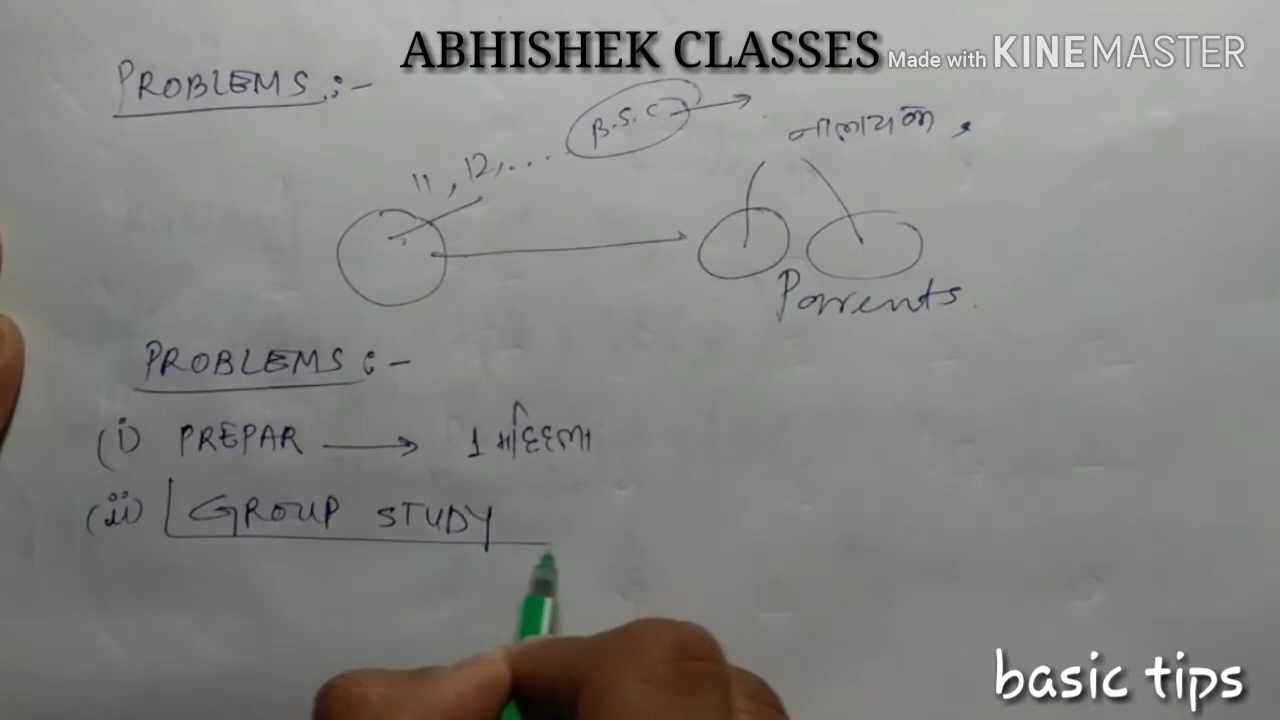 ABHISHEK CLASSES
Made with KINEMASTER
PROBLEMS :-
11, 12, ... B.S.C
नालायक,
Parents.
PROBLEMS :-
(i) PREPAR → 1 महिला
(ii) GROUP STUDY
basic tips